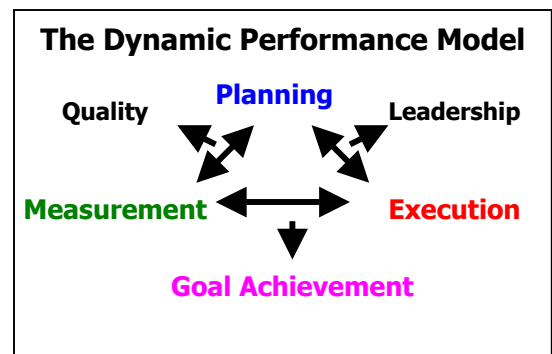 The Dynamic Performance Model
Planning
Quality
Leadership
Measurement
Execution
Goal Achievement